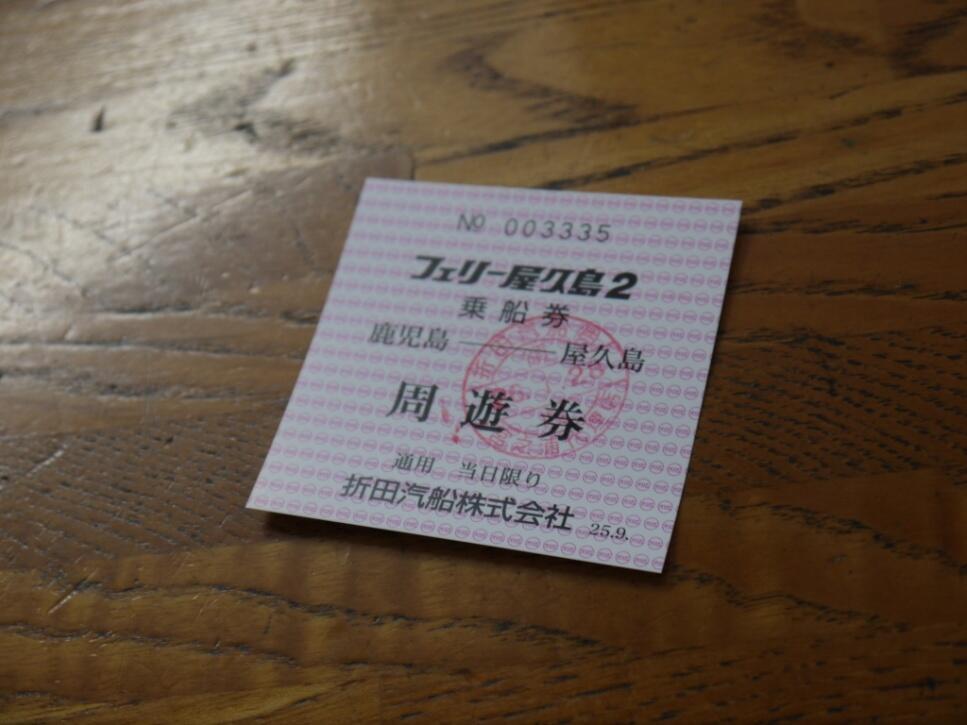 № 003335
フェリー屋久島2
乗船券
鹿児島 ―― 屋久島
周遊券
通用 当日限り
折田汽船株式会社 25.9.